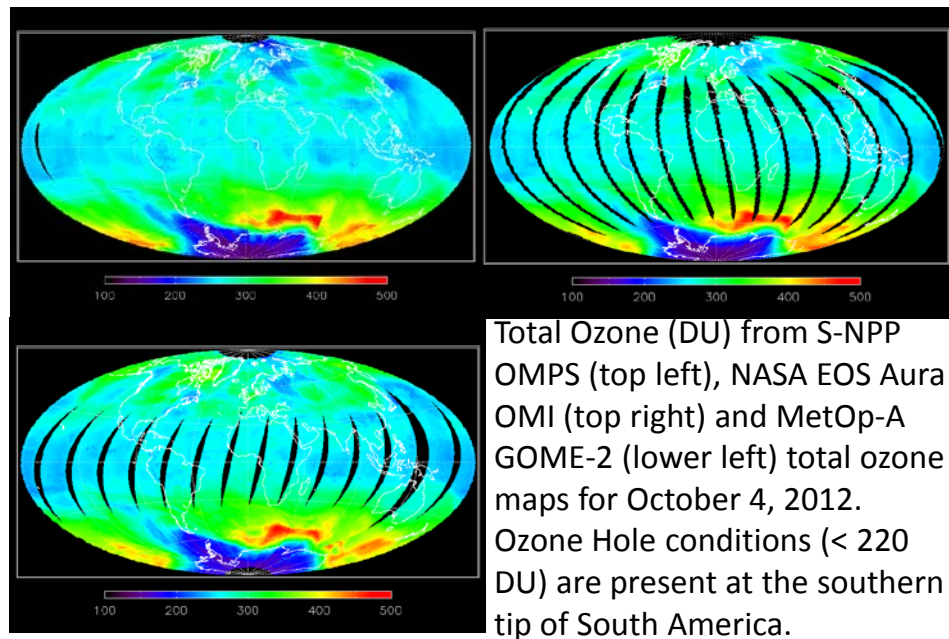 100 200 300 400 500
100 200 300 400 500
100 200 300 400 500
Total Ozone (DU) from S-NPP
OMPS (top left), NASA EOS Aura
OMI (top right) and MetOp-A
GOME-2 (lower left) total ozone
maps for October 4, 2012.
Ozone Hole conditions (< 220
DU) are present at the southern
tip of South America.